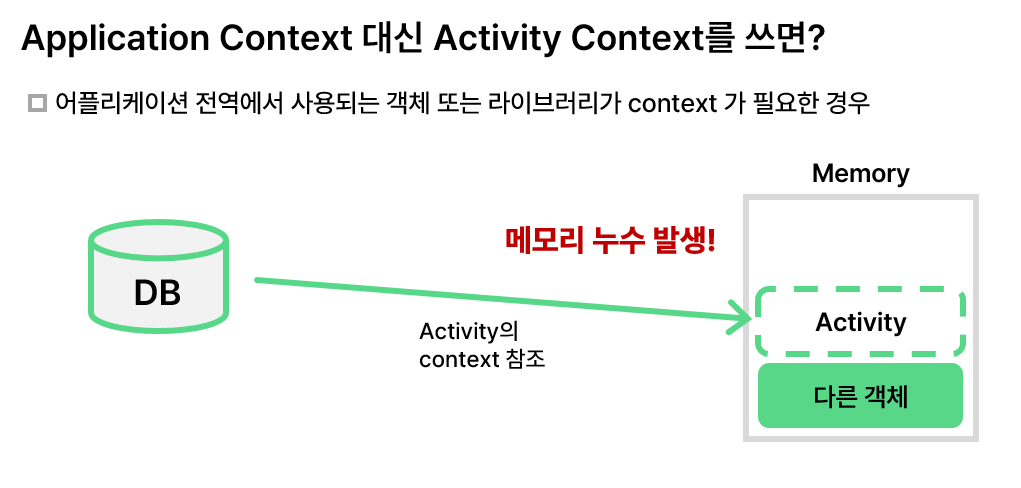 Application Context 대신 Activity Context를 쓰면?
어플리케이션 전역에서 사용되는 객체 또는 라이브러리가 context 가 필요한 경우
Memory
메모리 누수 발생!
DB
Activity
Activity의
context 참조
다른 객체